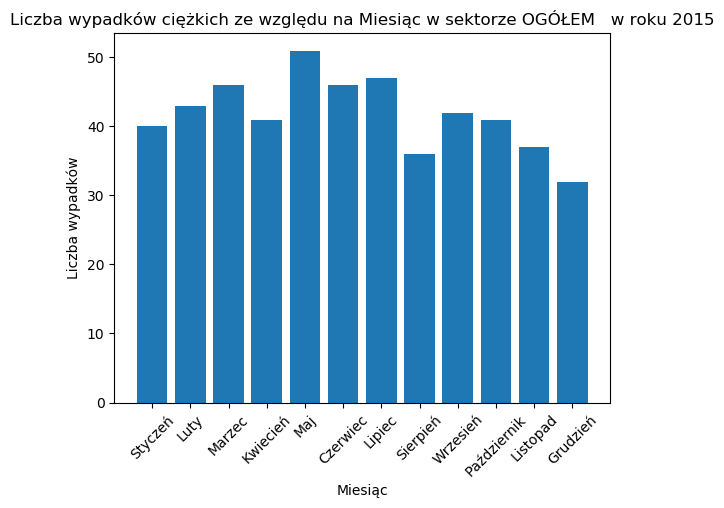 Liczba wypadków ciężkich ze względu na Miesiąc w sektorze OGÓŁEM   w roku 2015
Liczba wypadków
50
40
30
20
10
0
Styczeń
Luty
Marzec
Kwiecień
Maj
Czerwiec
Lipiec
Sierpień
Wrzesień
Październik
Listopad
Grudzień
Miesiąc